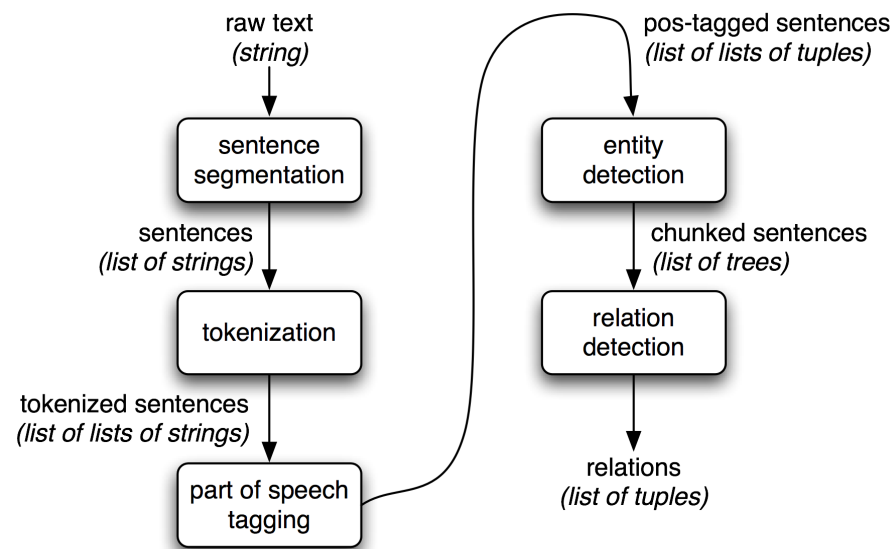 raw text
(string)
sentence
segmentation
sentences
(list of strings)
tokenization
tokenized sentences
(list of lists of strings)
part of speech
tagging
pos-tagged sentences
(list of lists of tuples)
entity
detection
chunked sentences
(list of trees)
relation
detection
relations
(list of tuples)